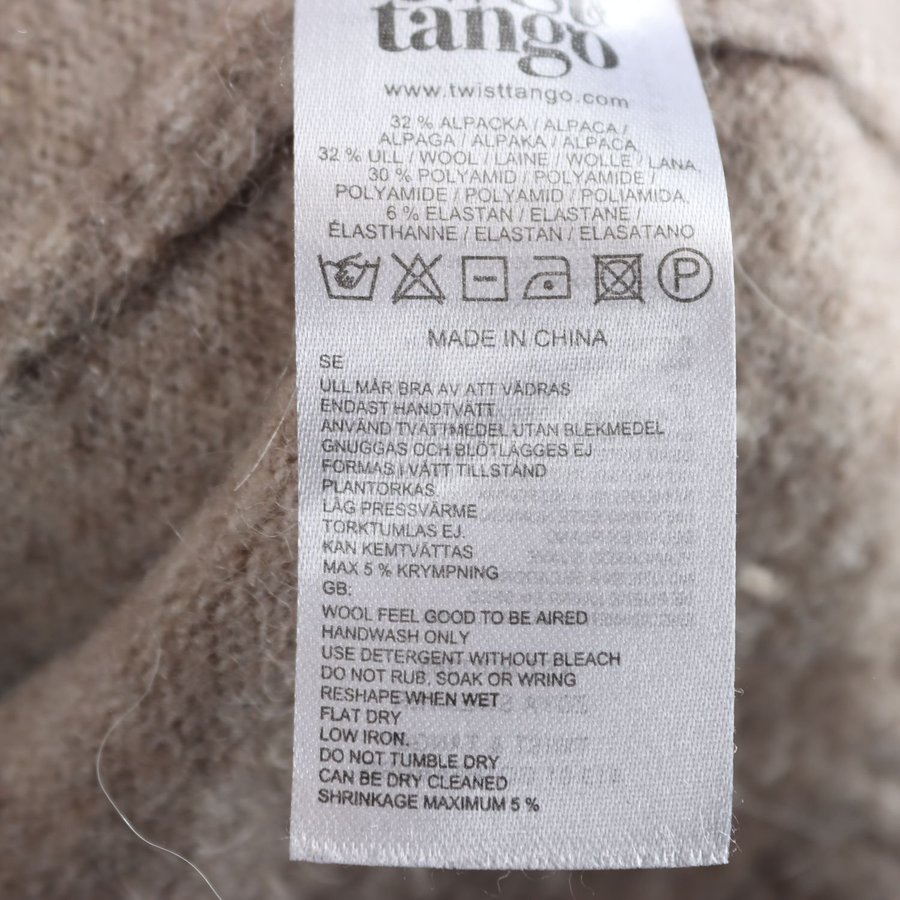 tango
www.twisttango.com
32 % ALPACKA / ALPACA /
ALPAGA / ALPAKA / ALPACA
32 % ULL / WOOL / LAINE / WOLLE / LANA
30 % POLYAMID / POLYAMIDE /
POLYAMIDE / POLYAMID / POLIAMIDA
6 % ELASTAN / ELASTANE /
ÉLASTHANNE / ELASTAN / ELASATANO
P
MADE IN CHINA
SE
ULL MÅR BRA AV ATT VÄDRAS
ENDAST HANDTVÄTT
ANVÄND TVÄTTMEDEL UTAN BLEKMEDEL
GNUGGAS OCH BLÖTLÄGGES EJ
FORMAS I VÅTT TILLSTÅND
PLANTORKAS
LÅG PRESSVÄRME
TORKTUMLAS EJ.
KAN KEMTVÄTTAS
MAX 5 % KRYMPNING
GB:
WOOL FEEL GOOD TO BE AIRED
HANDWASH ONLY
USE DETERGENT WITHOUT BLEACH
DO NOT RUB, SOAK OR WRING
RESHAPE WHEN WET
FLAT DRY
LOW IRON.
DO NOT TUMBLE DRY
CAN BE DRY CLEANED
SHRINKAGE MAXIMUM 5 %